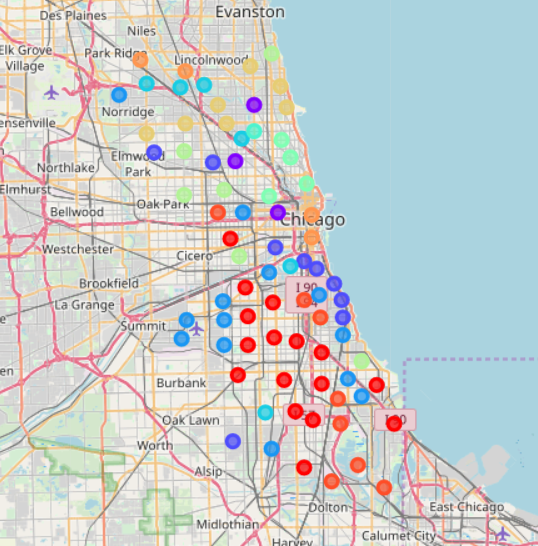 Des Plaines
Evanston
Niles
Elk Grove
Village
Park Ridge
Lincolnwood
Norridge
ensenville
Elmwood
Park
Northlake
Elmhurst
Oak Park
Bellwood
Chicago
Westchester
Cicero
Brookfield
La Grange
I 90
Summit
en
Burbank
Oak Lawn
Worth
Alsip
Dolton
East Chicago
Midlothian
Calumet City
Harvey